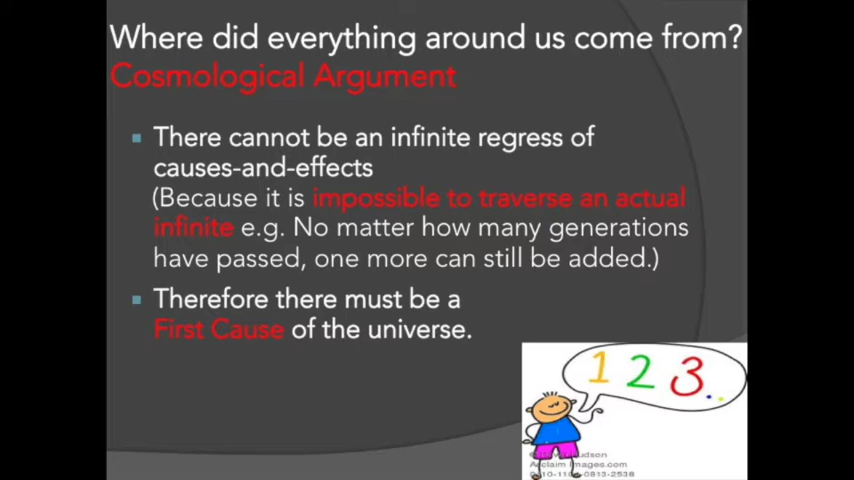 Where did everything around us come from?
Cosmological Argument
There cannot be an infinite regress of
causes-and-effects
(Because it is impossible to traverse an actual
infinite e.g. No matter how many generations
have passed, one more can still be added.)
Therefore there must be a
First Cause of the universe.
1 2 3..
Hudson
Acclaim Images.com